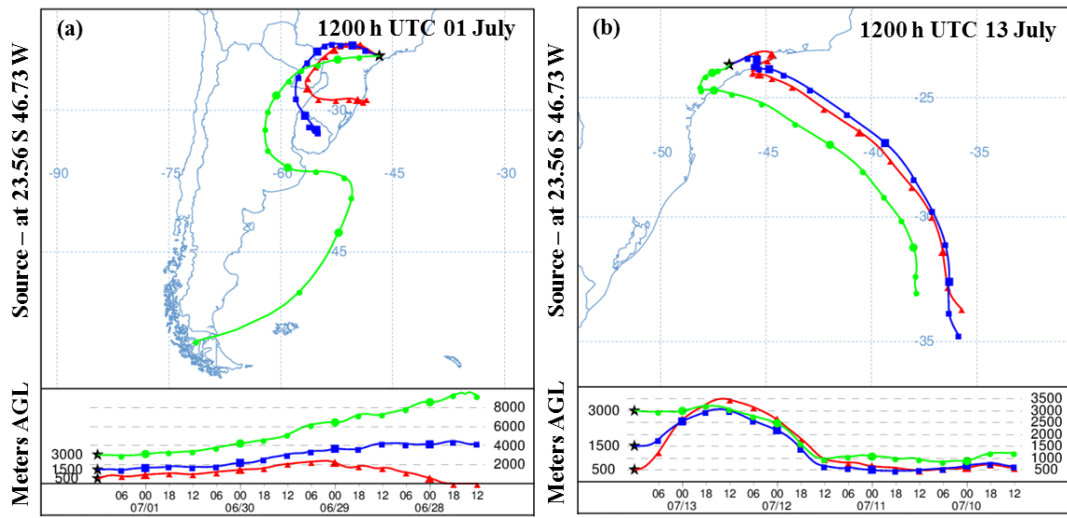 (a)
1200 h UTC 01 July
Source – at 23.56 S 46.73 W
-30
-90
-75
-60
-45
-30
-45
Meters AGL
3000
1500
500
8000
6000
4000
2000
06 00 18 12 06 00 18 12 06 00 18 12 06 00 18 12
07/01 06/30 06/29 06/28
(b)
1200 h UTC 13 July
Source – at 23.56 S 46.73 W
-25
-50
-45
-40
-35
-30
-35
Meters AGL
3000
1500
500
3500
3000
2500
2000
1500
1000
500
06 00 18 12 06 00 18 12 06 00 18 12 06 00 18 12
07/13 07/12 07/11 07/10